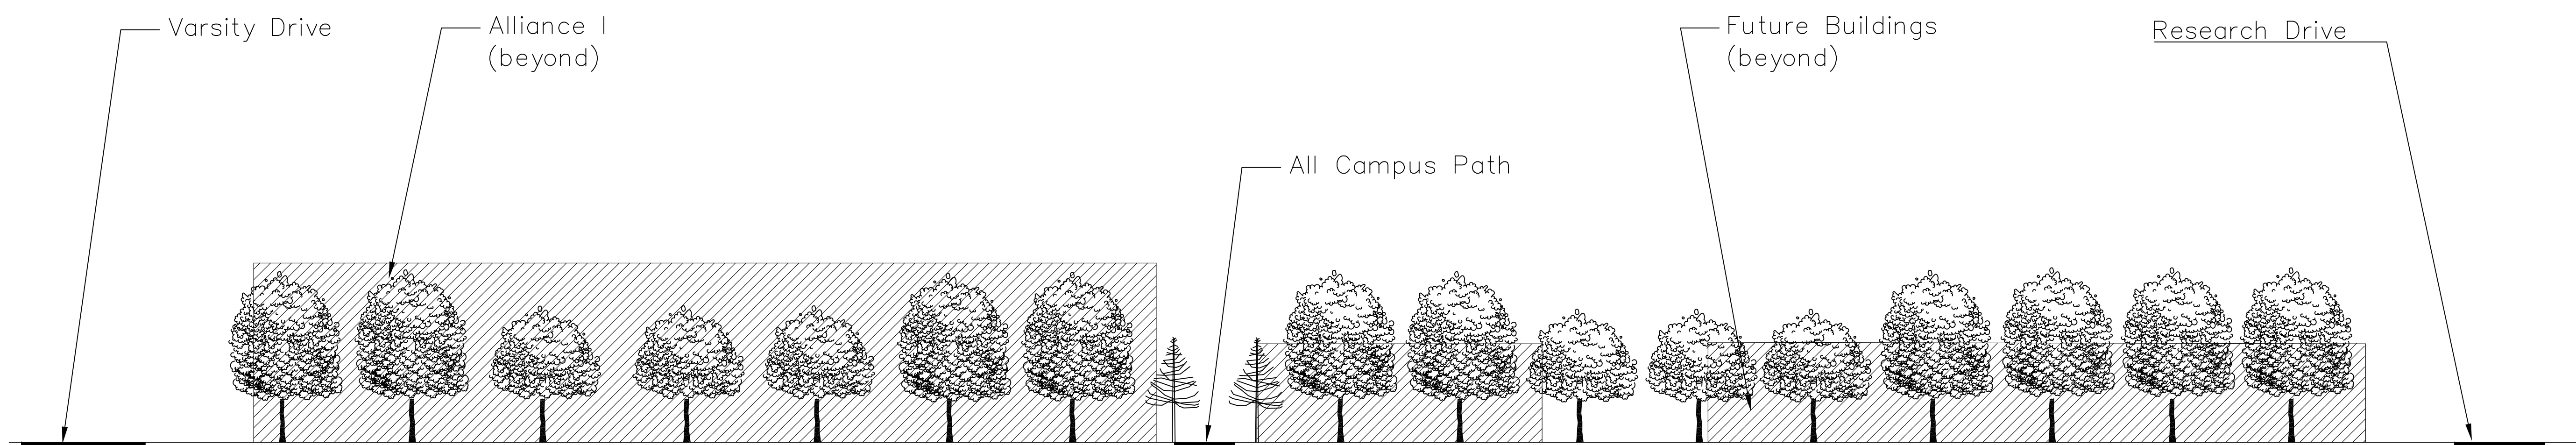 Varsity Drive
Alliance I
(beyond)
All Campus Path
Future Buildings
(beyond)
Research Drive